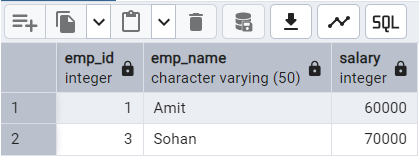 SQL
emp_id emp_name salary
integer character varying (50) integer
1 1 Amit 60000
2 3 Sohan 70000